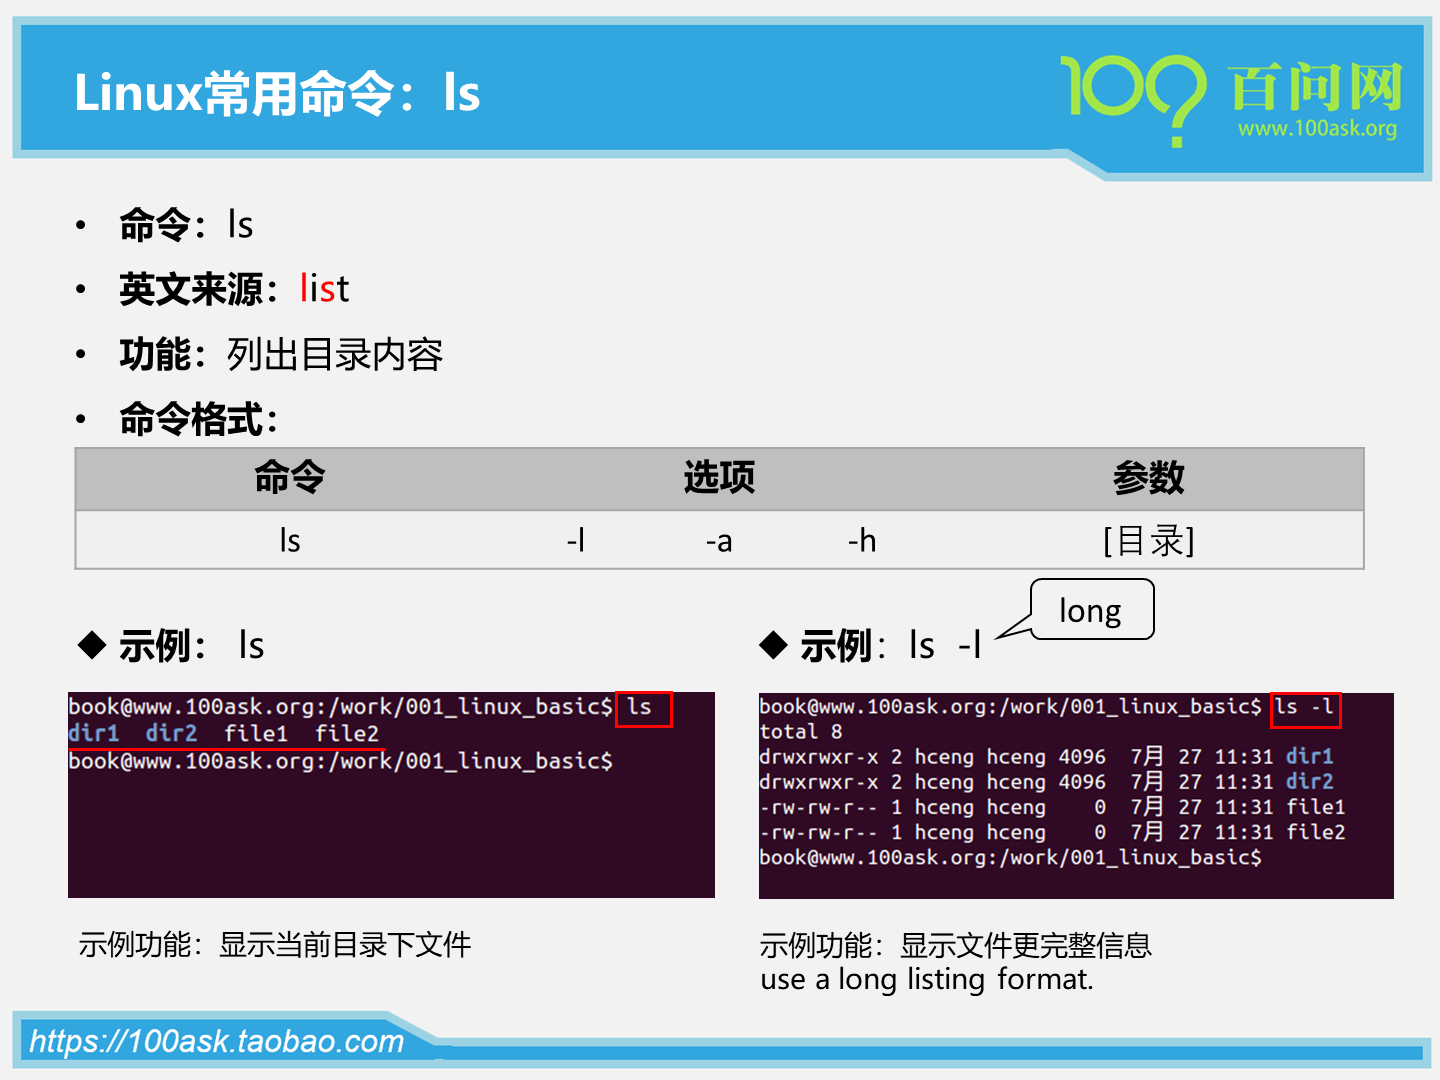 Linux常用命令：ls
100?
百问网
www.100ask.org
• 命令：ls
• 英文来源：list
• 功能：列出目录内容
• 命令格式：
命令 选项 参数
ls -l -a -h [目录]
long
◆ 示例： ls
book@www.100ask.org:/work/001_linux_basic$ ls
dir1 dir2 file1 file2
book@www.100ask.org:/work/001_linux_basic$
示例功能：显示当前目录下文件
◆ 示例：ls -l
book@www.100ask.org:/work/001_linux_basic$ ls -l
total 8
drwxrwxr-x 2 hceng hceng 4096 7月 27 11:31 dir1
drwxrwxr-x 2 hceng hceng 4096 7月 27 11:31 dir2
-rw-rw-r-- 1 hceng hceng 0 7月 27 11:31 file1
-rw-rw-r-- 1 hceng hceng 0 7月 27 11:31 file2
book@www.100ask.org:/work/001_linux_basic$
示例功能：显示文件更完整信息
use a long listing format.
https://100ask.taobao.com